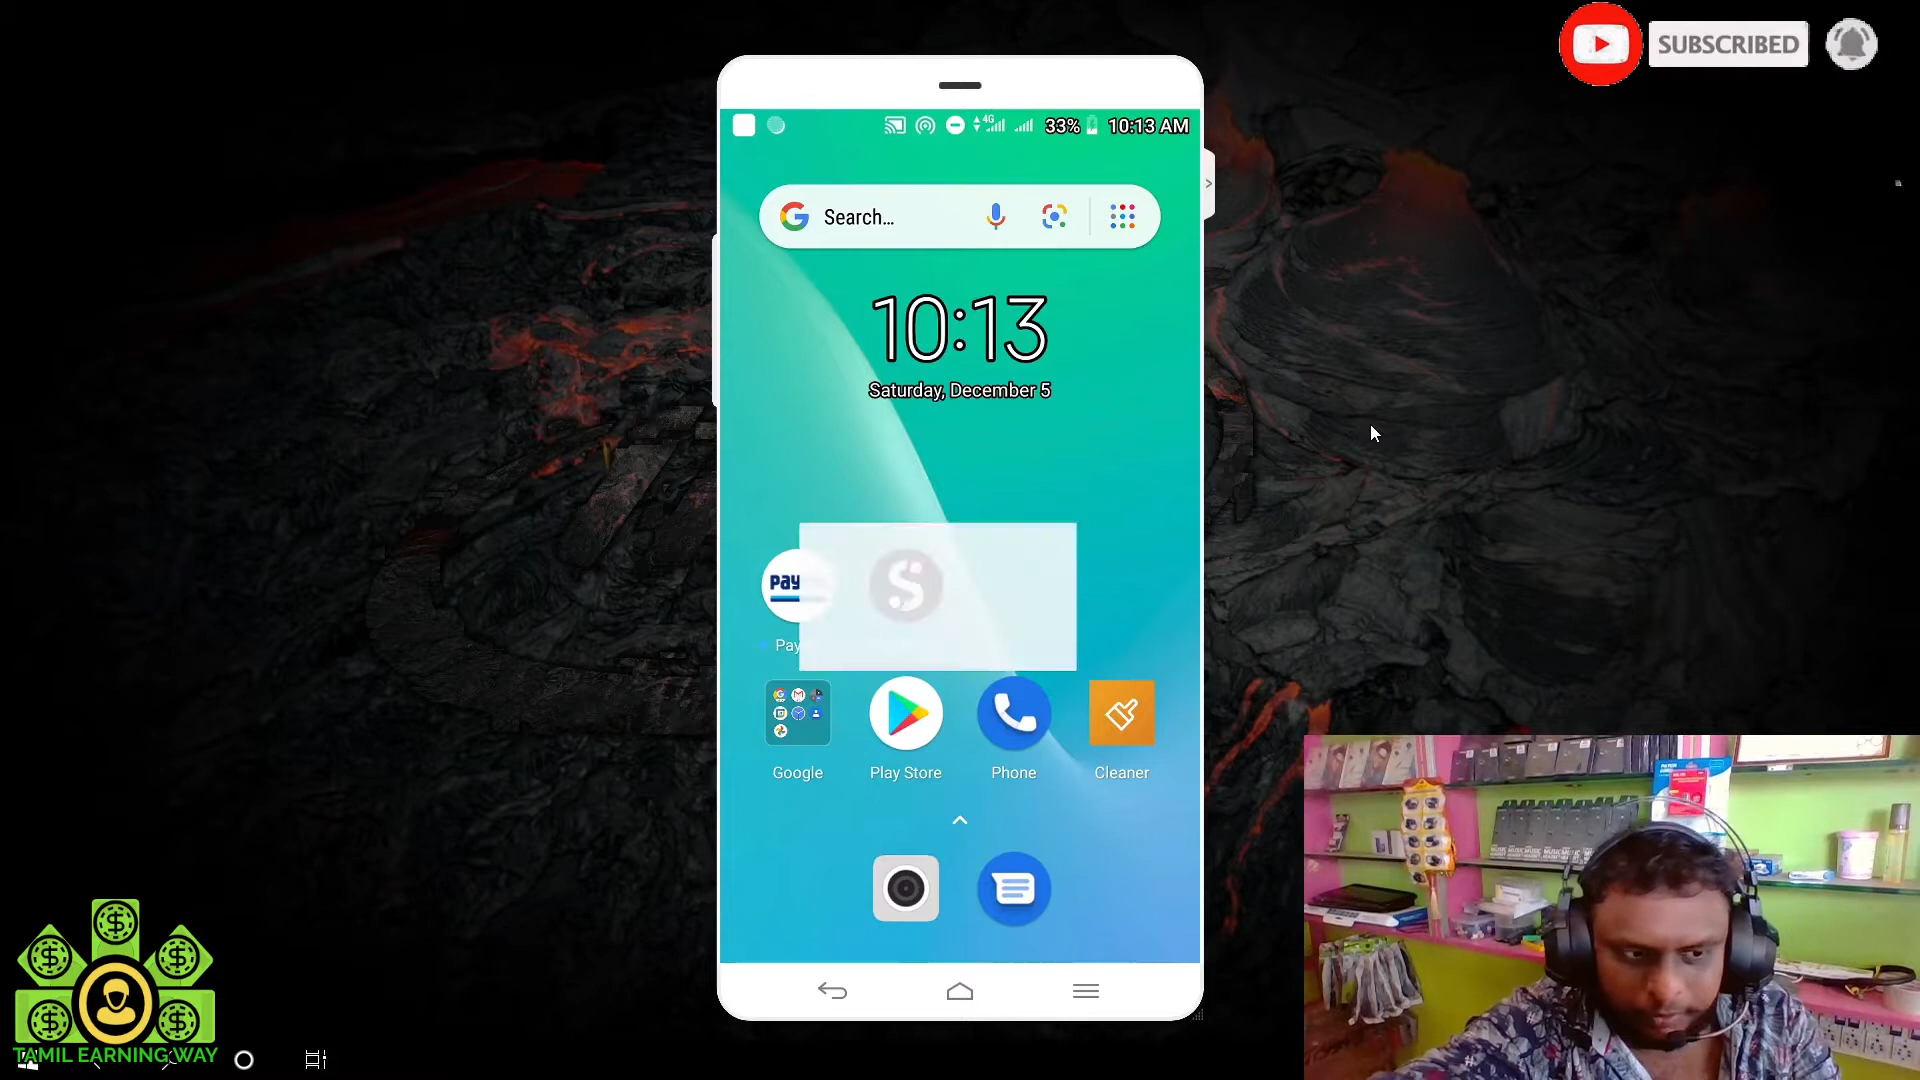 SUBSCRIBED
4G 33% 10:13 AM
Search...
10:13
Saturday, December 5
Pay
Pay
Google
Play Store
Phone
Cleaner
TAMIL EARNING WAY